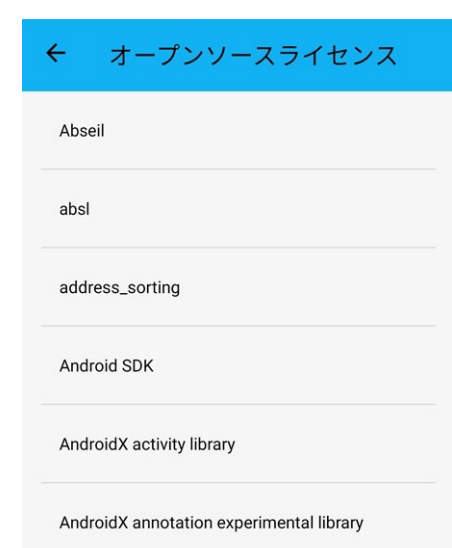 オープンソースライセンス
Abseil
absl
address_sorting
Android SDK
AndroidX activity library
AndroidX annotation experimental library